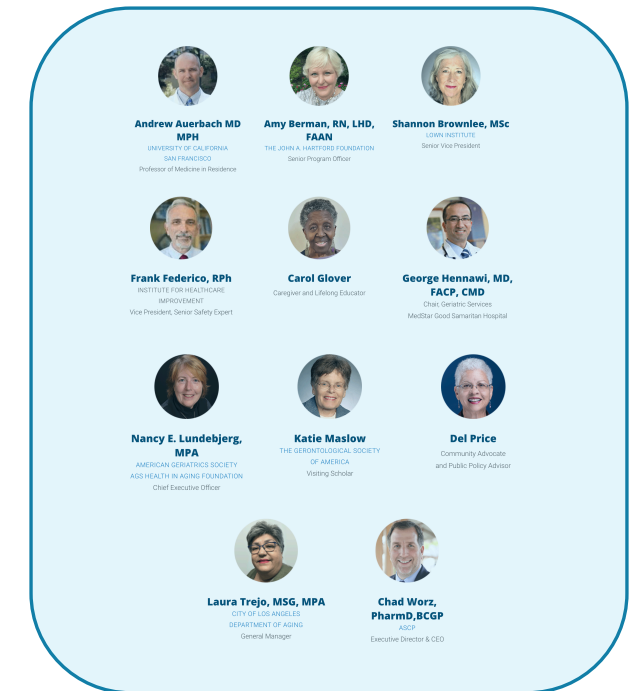 Andrew Auerbach MD
MPH
UNIVERSITY OF CALIFORNIA
SAN FRANCISCO
Professor of Medicine in Residence
Amy Berman, RN, LHD,
FAAN
THE JOHN A. HARTFORD FOUNDATION
Senior Program Officer
Shannon Brownlee, MSc
LOWN INSTITUTE
Senior Vice President
Frank Federico, RPh
INSTITUTE FOR HEALTHCARE
IMPROVEMENT
Vice President, Senior Safety Expert
Carol Glover
Caregiver and Lifelong Educator
George Hennawi, MD,
FACP, CMD
Chair, Geriatric Services
MedStar Good Samaritan Hospital
Nancy E. Lundebjerg,
MPA
AMERICAN GERIATRICS SOCIETY
AGS HEALTH IN AGING FOUNDATION
Chief Executive Officer
Katie Maslow
THE GERONTOLOGICAL SOCIETY
OF AMERICA
Visiting Scholar
Del Price
Community Advocate
and Public Policy Advisor
Laura Trejo, MSG, MPA
CITY OF LOS ANGELES
DEPARTMENT OF AGING
General Manager
Chad Worz,
PharmD,BCGP
ASCP
Executive Director & CEO